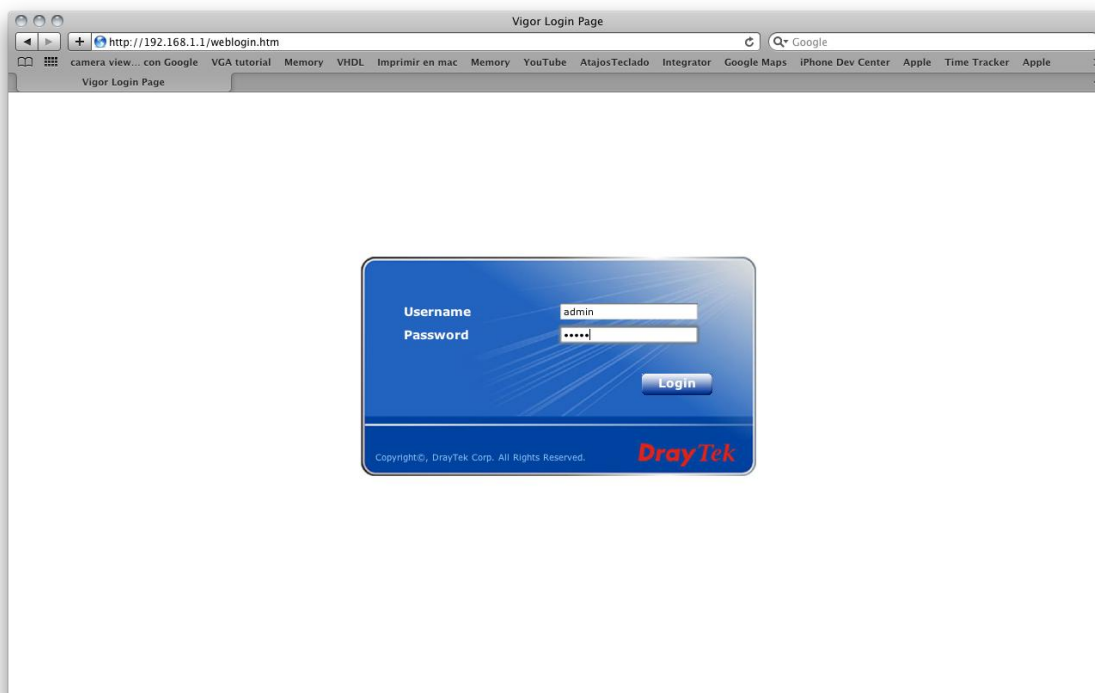 Vigor Login Page
http://192.168.1.1/weblogin.htm
Google
camera view... con Google VGA tutorial Memory VHDL Imprimir en mac Memory YouTube AtajosTeclado Integrator Google Maps iPhone Dev Center Apple Time Tracker Apple
Vigor Login Page
Username admin
Password •••••
Login
Copyright©, DrayTek Corp. All Rights Reserved.
DrayTek